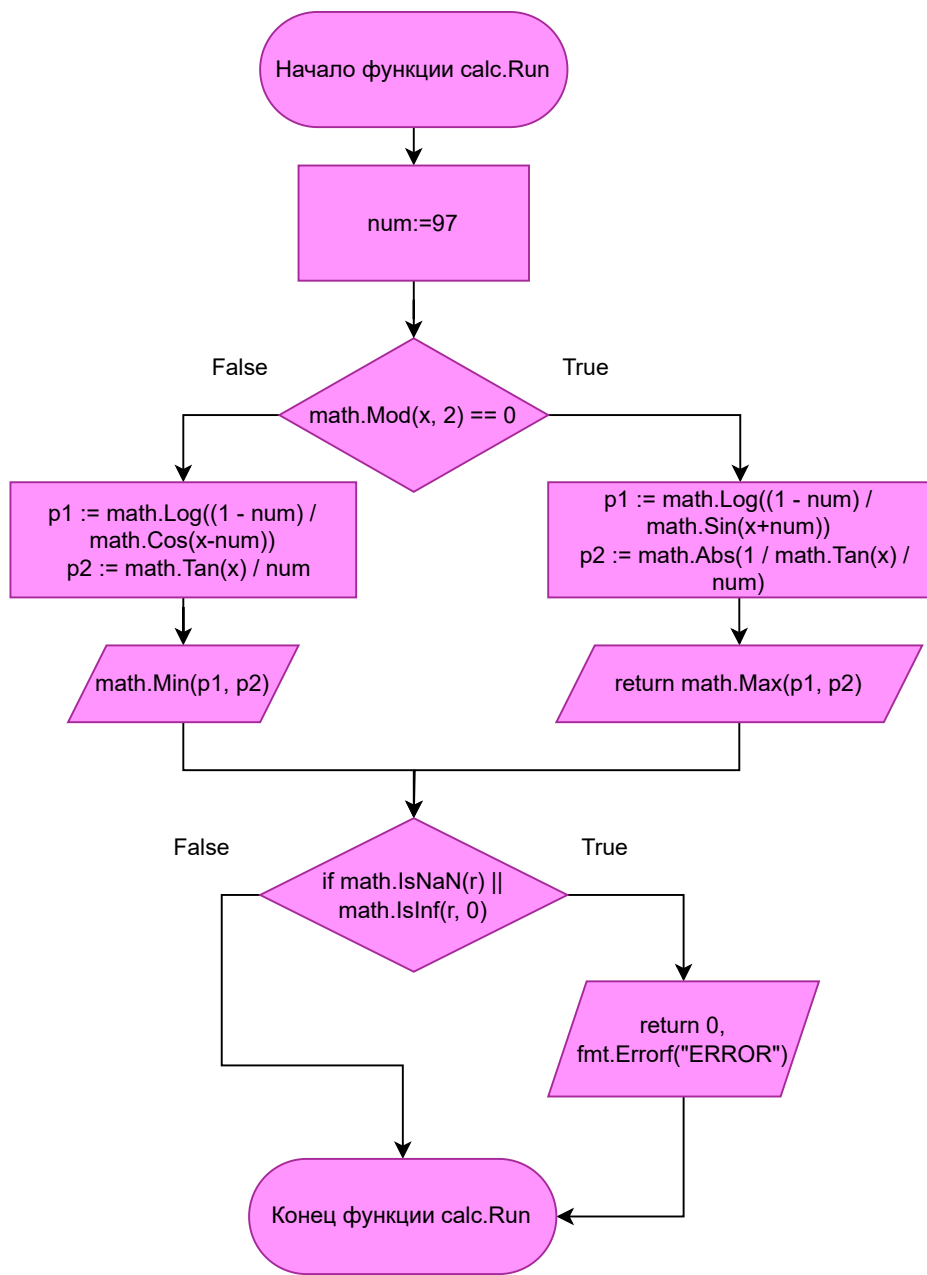 Начало функции calc.Run
num:=97
False
True
math.Mod(x, 2) == 0
p1 := math.Log((1 - num) /
math.Cos(x-num))
p2 := math.Tan(x) / num
p1 := math.Log((1 - num) /
math.Sin(x+num))
p2 := math.Abs(1 / math.Tan(x) /
num)
math.Min(p1, p2)
return math.Max(p1, p2)
False
True
if math.IsNaN(r) ||
math.IsInf(r, 0)
return 0,
fmt.Errorf("ERROR")
Конец функции calc.Run